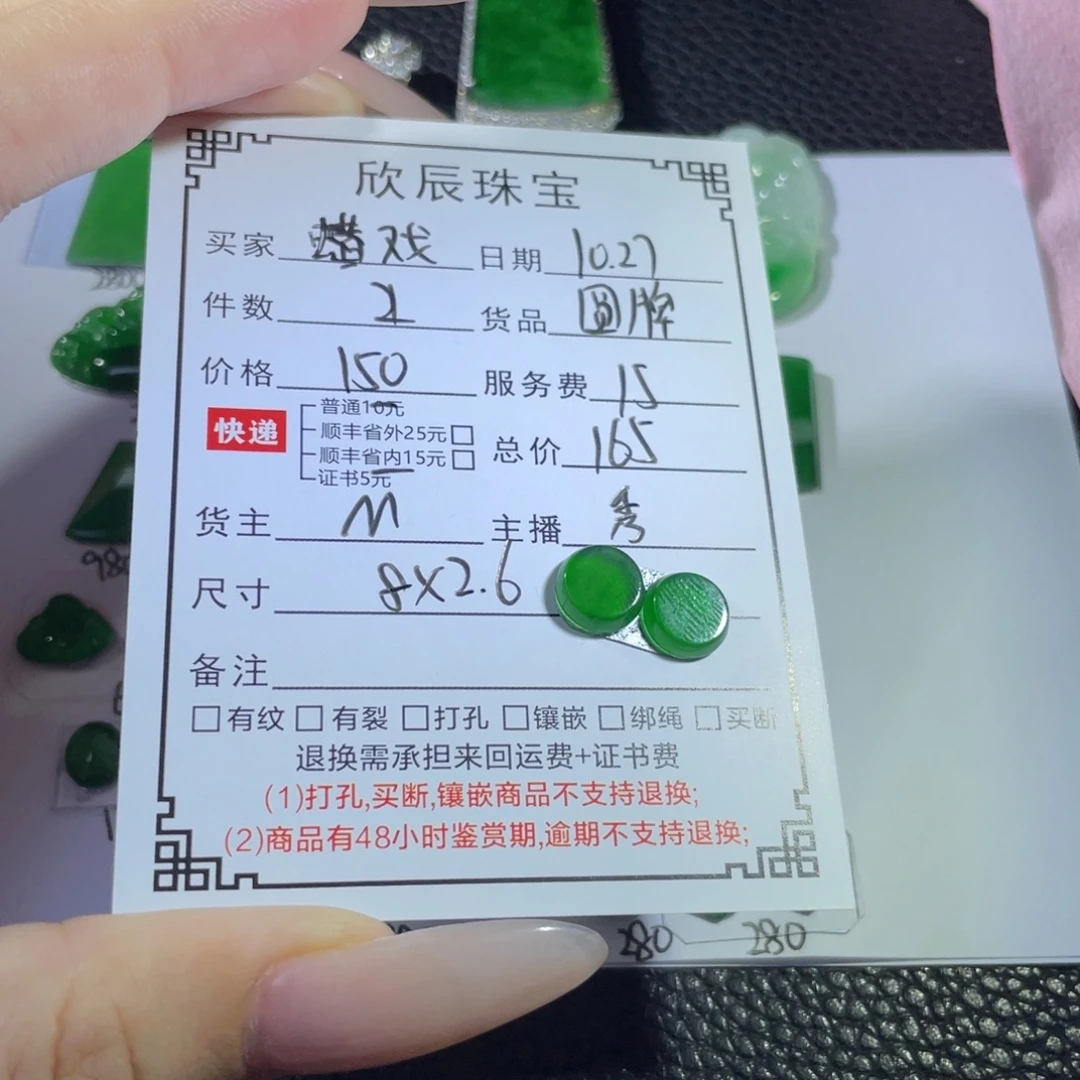 欣辰珠宝
买家 戏 日期 10.27
件数 2 货品 圆牌
价格 150 服务费 15
快递 普通10元
顺丰省外25元
顺丰省内15元
证书5元
总价 165
货主 M 主播 秀
尺寸 8X2.6
备注
有纹 有裂 打孔 镶嵌 绑绳 买断
退换需承担来回运费+证书费
(1)打孔,买断,镶嵌商品不支持退换;
(2)商品有48小时鉴赏期,逾期不支持退换;
980
280 280